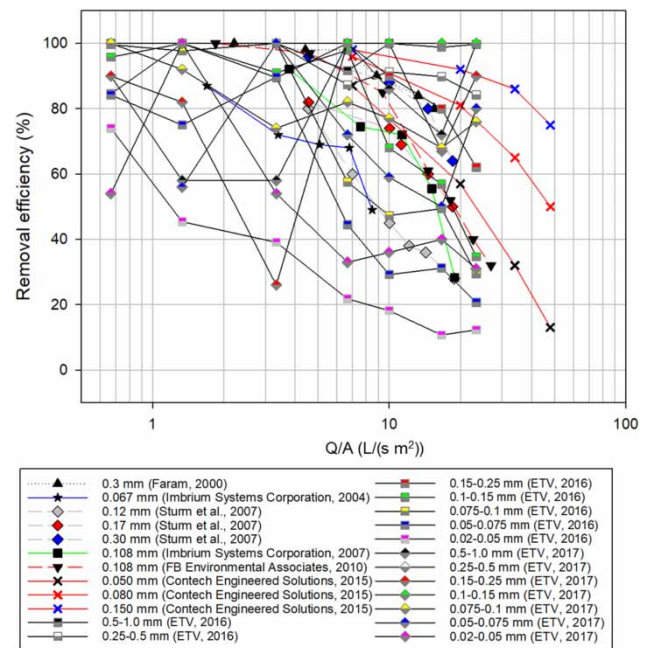 Removal efficiency (%)
100
80
60
40
20
0
1
10
100
Q/A (L/(s m²))
0.3 mm (Faram, 2000)
0.067 mm (Imbrium Systems Corporation, 2004)
0.12 mm (Sturm et al., 2007)
0.17 mm (Sturm et al., 2007)
0.30 mm (Sturm et al., 2007)
0.108 mm (Imbrium Systems Corporation, 2007)
0.108 mm (FB Environmental Associates, 2010)
0.050 mm (Contech Engineered Solutions, 2015)
0.080 mm (Contech Engineered Solutions, 2015)
0.150 mm (Contech Engineered Solutions, 2015)
0.5-1.0 mm (ETV, 2016)
0.25-0.5 mm (ETV, 2016)
0.15-0.25 mm (ETV, 2016)
0.1-0.15 mm (ETV, 2016)
0.075-0.1 mm (ETV, 2016)
0.05-0.075 mm (ETV, 2016)
0.02-0.05 mm (ETV, 2016)
0.5-1.0 mm (ETV, 2017)
0.25-0.5 mm (ETV, 2017)
0.15-0.25 mm (ETV, 2017)
0.1-0.15 mm (ETV, 2017)
0.075-0.1 mm (ETV, 2017)
0.05-0.075 mm (ETV, 2017)
0.02-0.05 mm (ETV, 2017)